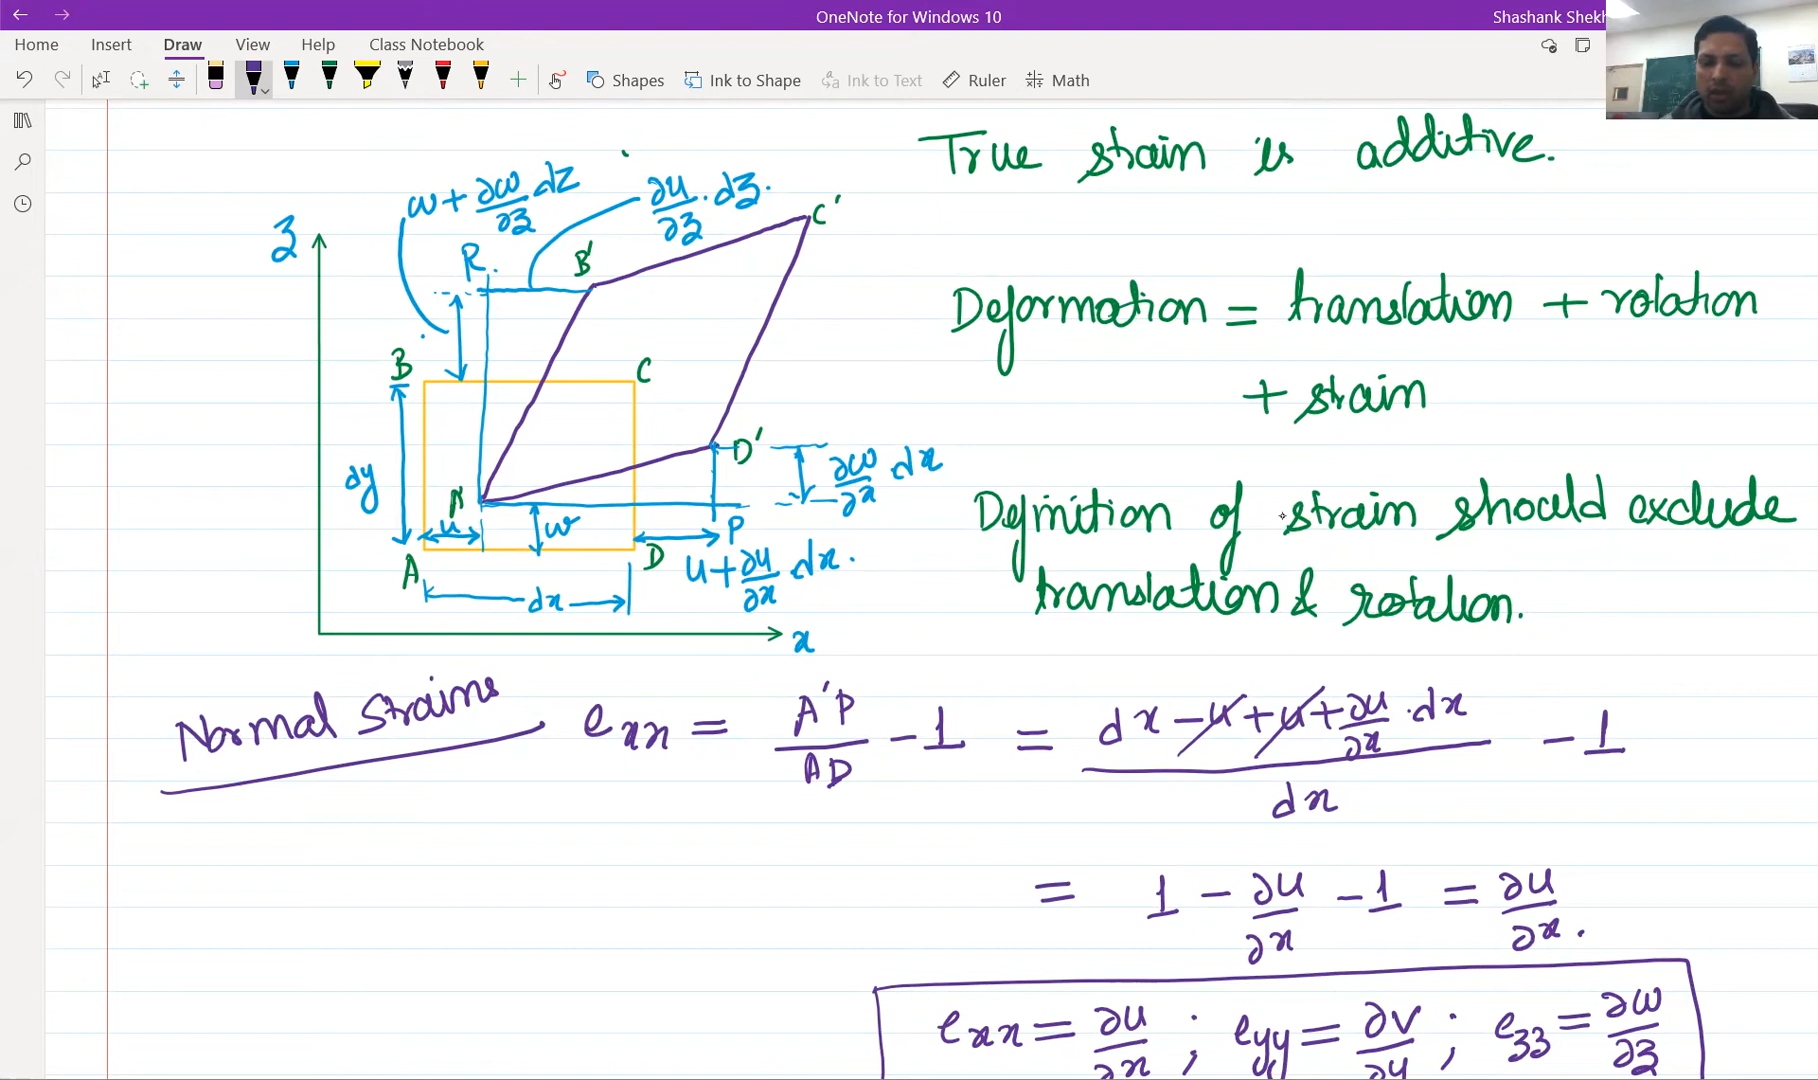 OneNote for Windows 10
Shashank Shekh
Home Insert Draw View Help Class Notebook
Shapes Ink to Shape Ink to Text Ruler Math
True strain is additive.
w + ∂w/∂z dz
∂u/∂z . dz.
z
R.
B'
C'
B
C
dy
A'
D'
∂w/∂x dx
u
w
A
D
P
u + ∂u/∂x dx.
dx
x
Deformation = translation + rotation
+ strain
Definition of strain should exclude
translation & rotation.
Normal Strains exx = A'P/AD - 1 = (dx - u + u + ∂u/∂x . dx)/dx - 1
= 1 - ∂u/∂x - 1 = ∂u/∂x .
exx = ∂u/∂x ; eyy = ∂v/∂y ; ezz = ∂w/∂z